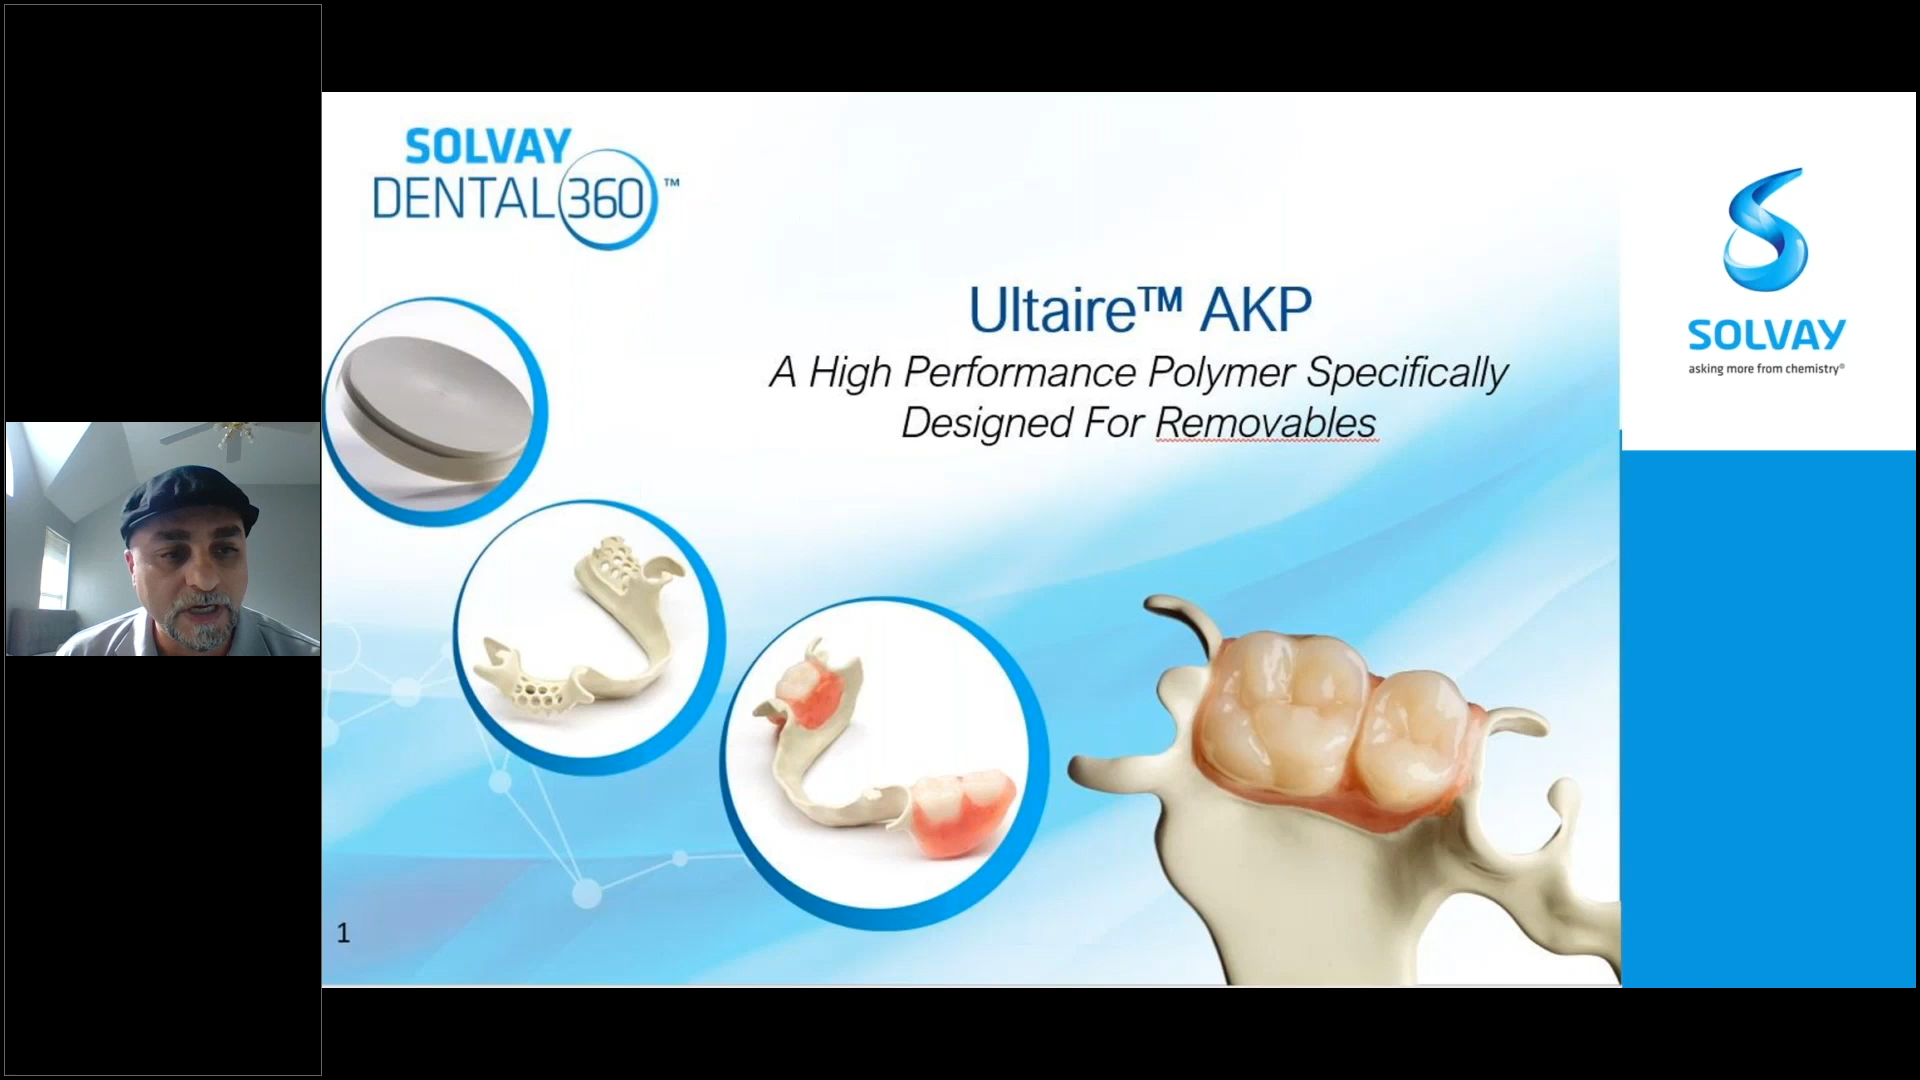 SOLVAY
DENTAL 360™
Ultaire™ AKP
A High Performance Polymer Specifically
Designed For Removables
SOLVAY
asking more from chemistry®
1